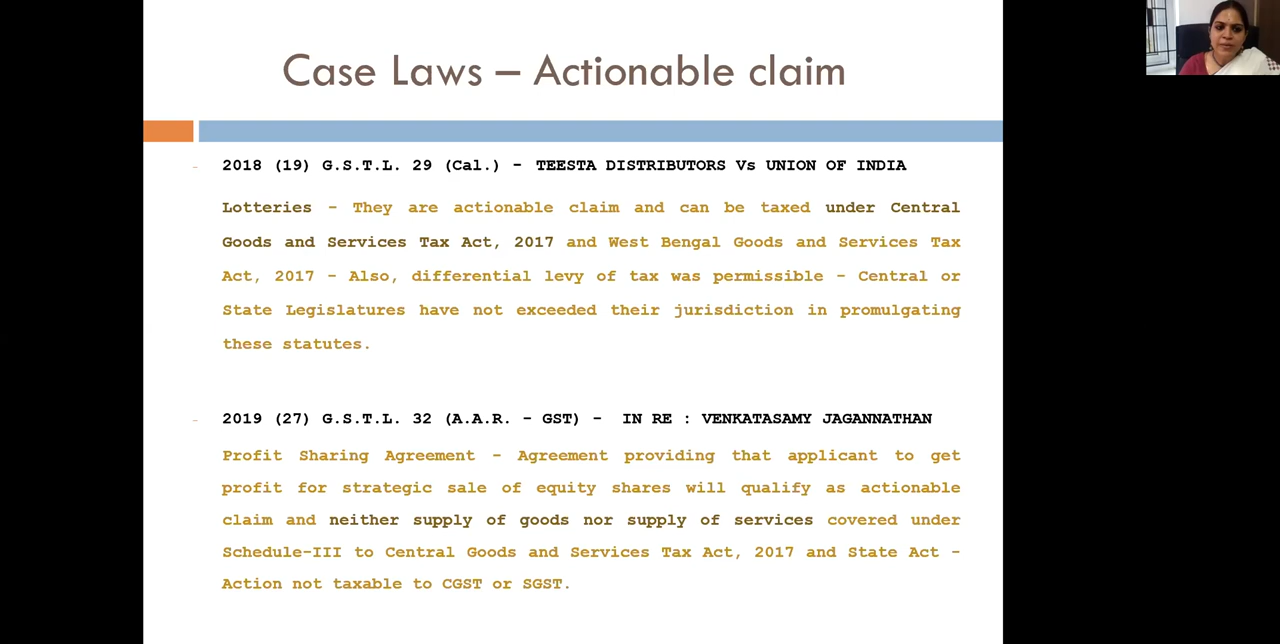 Case Laws – Actionable claim
- 2018 (19) G.S.T.L. 29 (Cal.) - TEESTA DISTRIBUTORS Vs UNION OF INDIA
Lotteries - They are actionable claim and can be taxed under Central
Goods and Services Tax Act, 2017 and West Bengal Goods and Services Tax
Act, 2017 - Also, differential levy of tax was permissible - Central or
State Legislatures have not exceeded their jurisdiction in promulgating
these statutes.
- 2019 (27) G.S.T.L. 32 (A.A.R. - GST) - IN RE : VENKATASAMY JAGANNATHAN
Profit Sharing Agreement - Agreement providing that applicant to get
profit for strategic sale of equity shares will qualify as actionable
claim and neither supply of goods nor supply of services covered under
Schedule-III to Central Goods and Services Tax Act, 2017 and State Act -
Action not taxable to CGST or SGST.